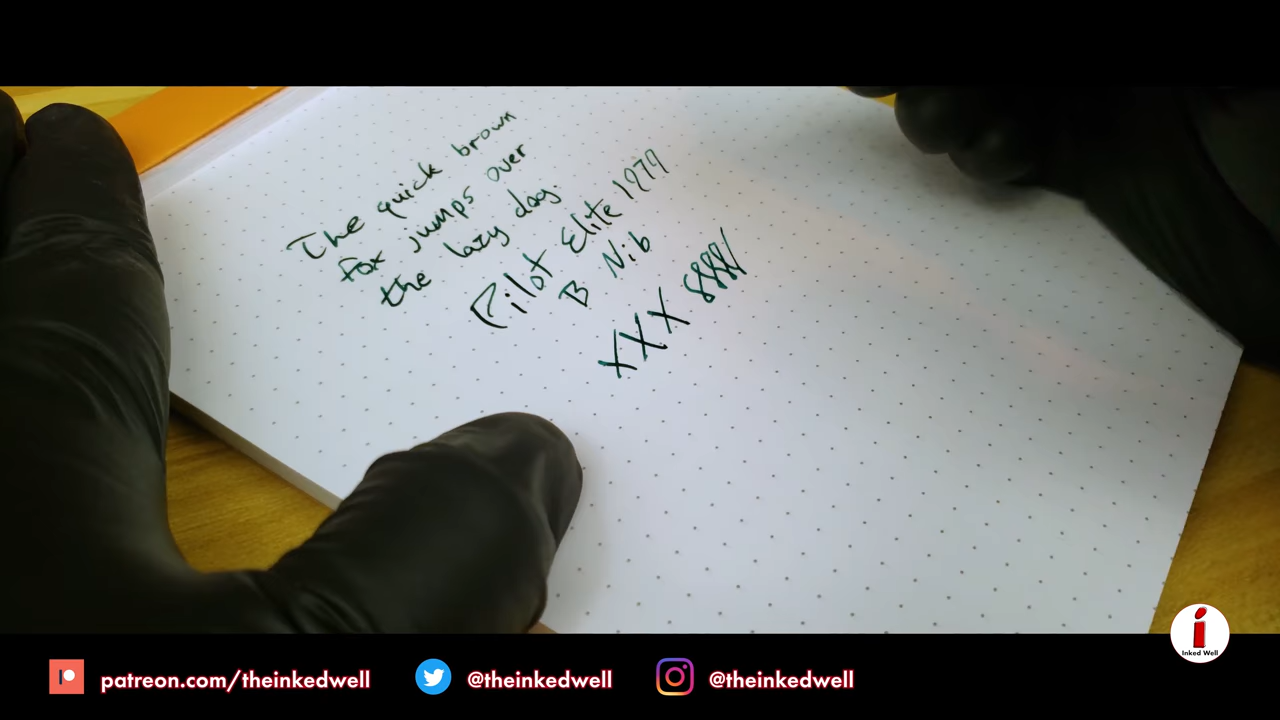 The quick brown
fox jumps over
the lazy dog.
Pilot Elite 1979
B Nib
XXX 8888/
patreon.com/theinkedwell
@theinkedwell
@theinkedwell
i
Inked Well